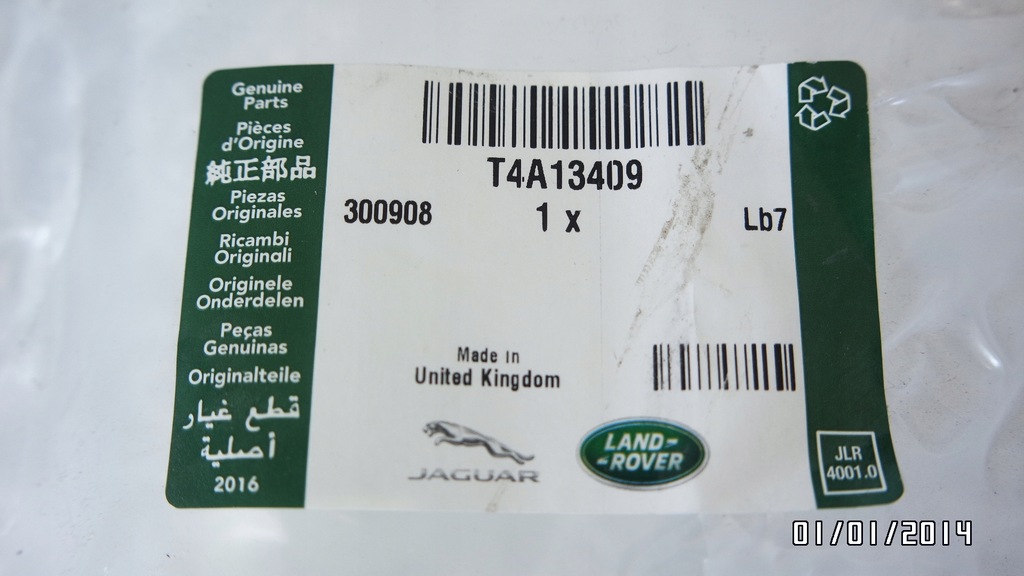 Genuine
Parts
Pièces
d'Origine
純正部品
Piezas
Originales
Ricambi
Originali
Originele
Onderdelen
Peças
Genuinas
Originalteile
قطع غيار
أصلية
2016
T4A13409
300908 1 x Lb7
Made in
United Kingdom
JAGUAR
LAND-
-ROVER
JLR
4001.0
01/01/2014